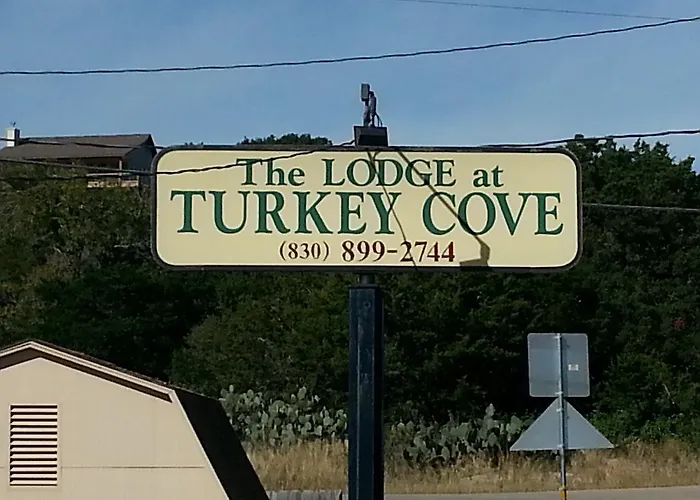 The LODGE at
TURKEY COVE
(830) 899-2744